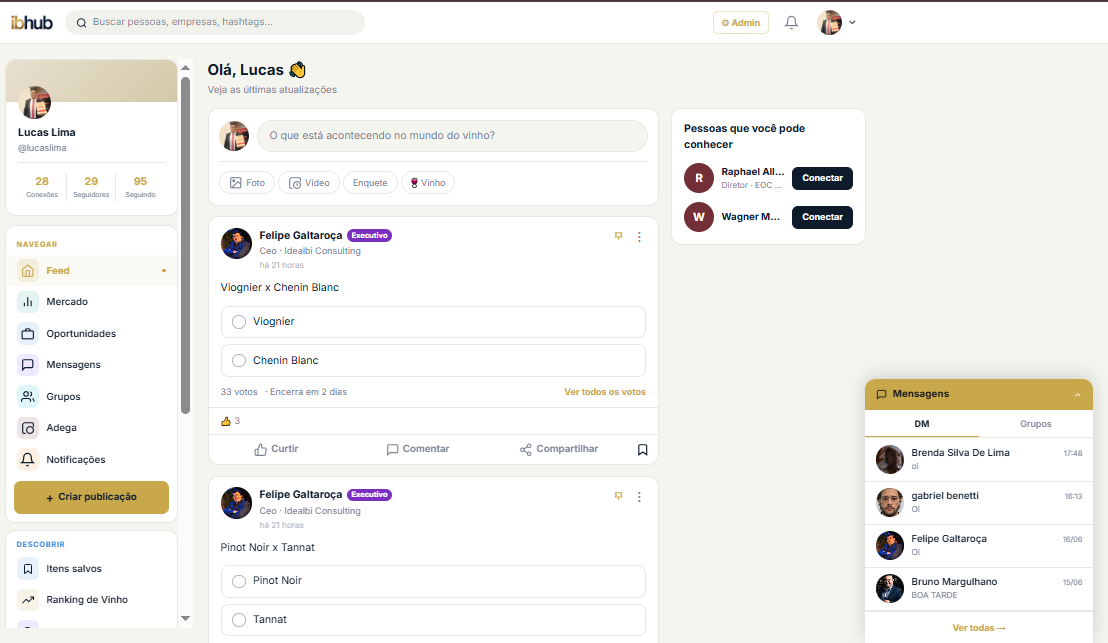 ibhub
Buscar pessoas, empresas, hashtags...
Admin
Lucas Lima
@lucaslima
28
Conexões
29
Seguidores
95
Seguindo
NAVEGAR
Feed
Mercado
Oportunidades
Mensagens
Grupos
Adega
Notificações
+ Criar publicação
DESCOBRIR
Itens salvos
Ranking de Vinho
Olá, Lucas 👋
Veja as últimas atualizações
O que está acontecendo no mundo do vinho?
Foto
Vídeo
Enquete
🍷 Vinho
Felipe Galtaroça Executivo
Ceo · Idealbi Consulting
há 21 horas
Viognier x Chenin Blanc
Viognier
Chenin Blanc
33 votos · Encerra em 2 dias
Ver todos os votos
👍 3
Curtir
Comentar
Compartilhar
Felipe Galtaroça Executivo
Ceo · Idealbi Consulting
há 21 horas
Pinot Noir x Tannat
Pinot Noir
Tannat
Pessoas que você pode
conhecer
R
Raphael All...
Diretor · EOC ...
Conectar
W
Wagner M...
Conectar
Mensagens
DM
Grupos
Brenda Silva De Lima 17:48
oi
gabriel benetti 16:13
Oi
Felipe Galtaroça 16/06
Oi
Bruno Margulhano 15/06
BOA TARDE
Ver todas →